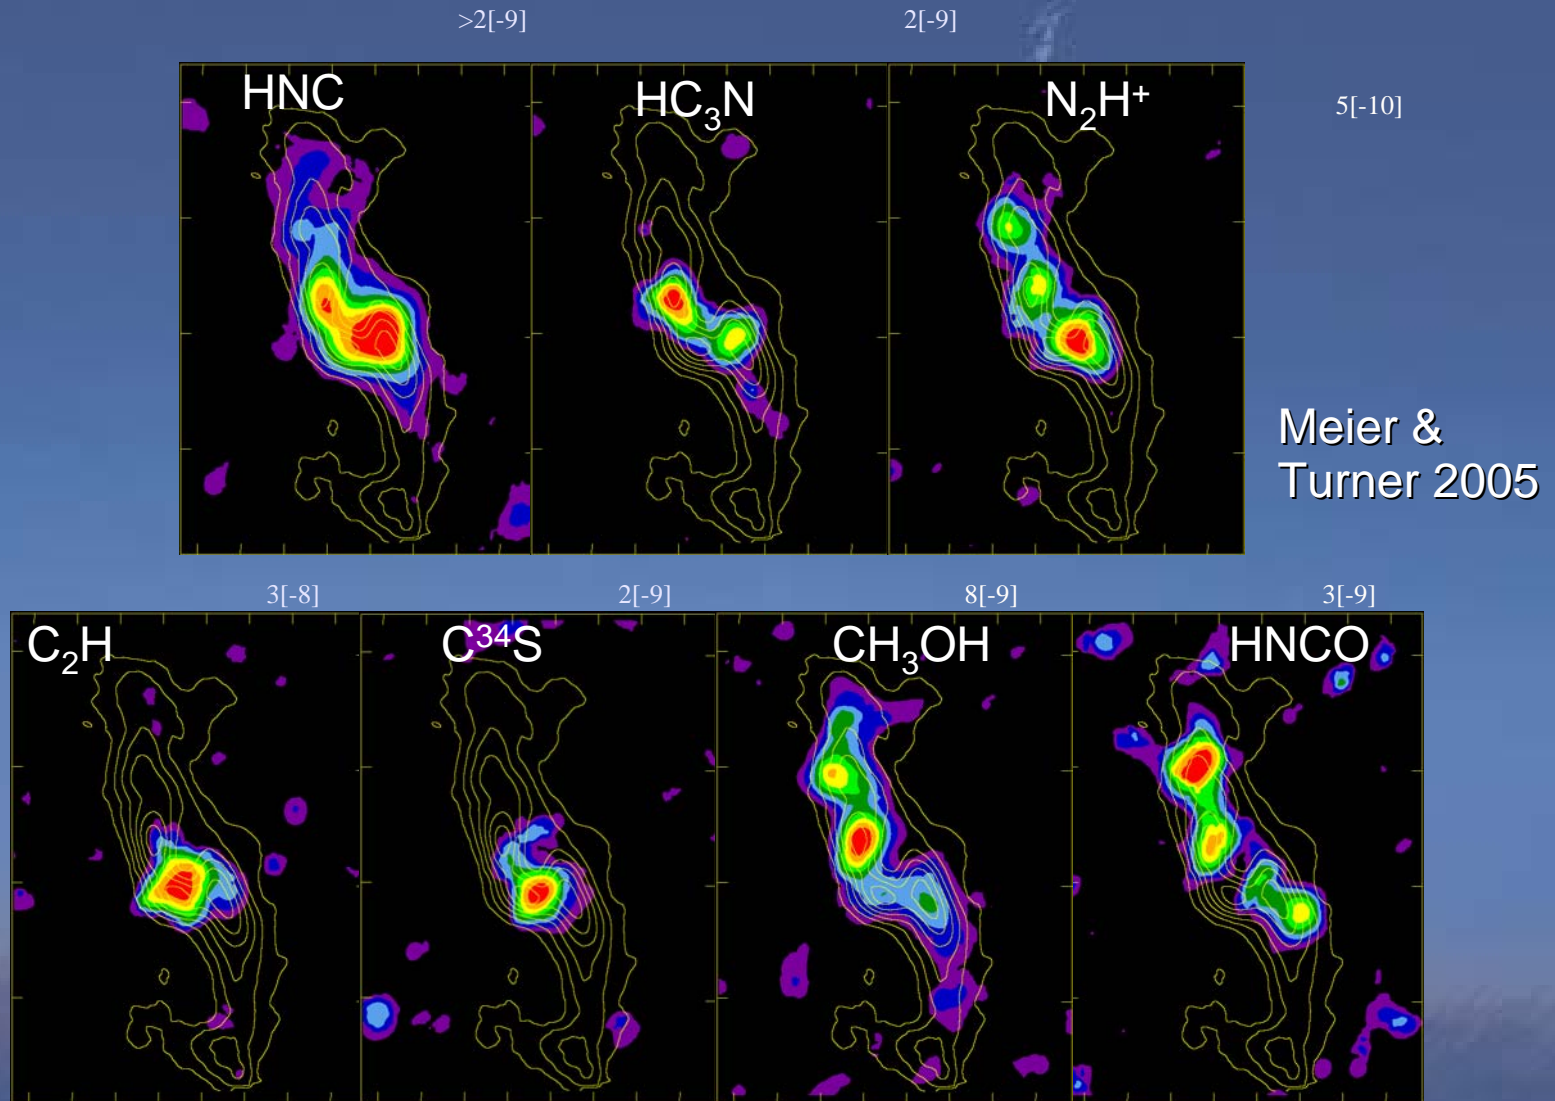 >2[-9] 2[-9]
HNC HC₃N N₂H⁺ 5[-10]
Meier &
Turner 2005
3[-8] 2[-9] 8[-9] 3[-9]
C₂H C³⁴S CH₃OH HNCO